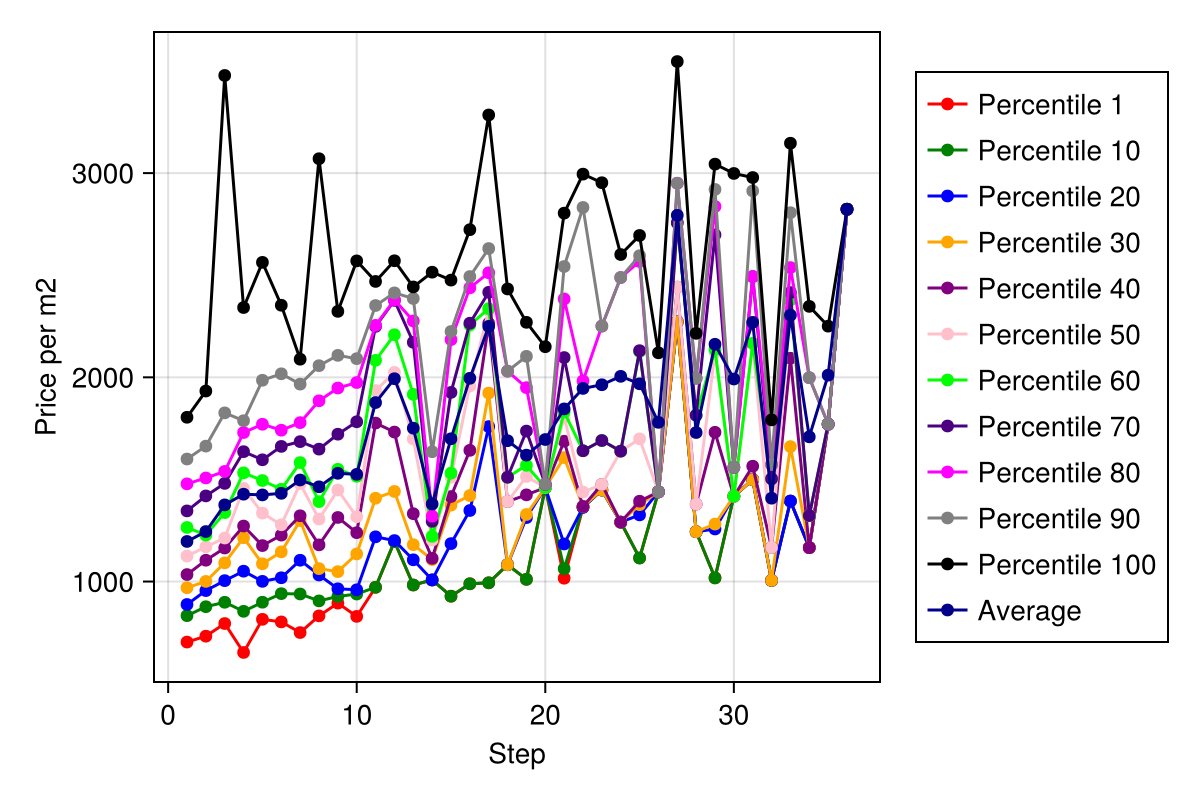 3000
2000
1000
Price per m2
0 10 20 30
Step
Percentile 1
Percentile 10
Percentile 20
Percentile 30
Percentile 40
Percentile 50
Percentile 60
Percentile 70
Percentile 80
Percentile 90
Percentile 100
Average